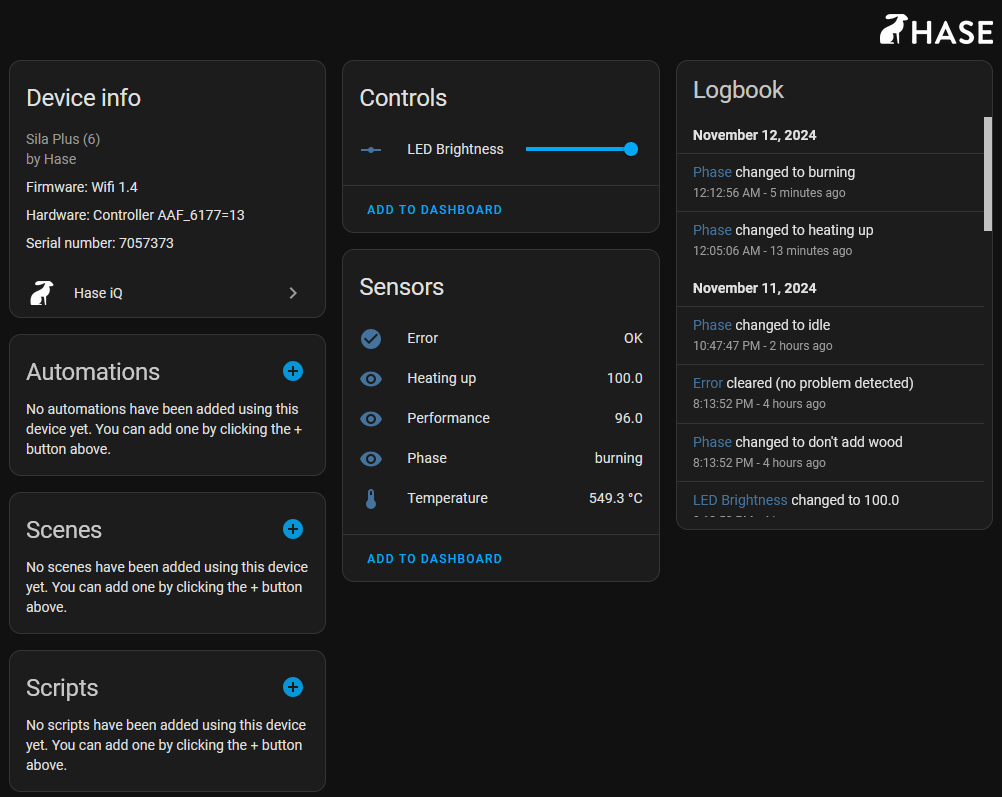 HASE
Device info
Sila Plus (6)
by Hase
Firmware: Wifi 1.4
Hardware: Controller AAF_6177=13
Serial number: 7057373
Hase iQ
Automations
No automations have been added using this
device yet. You can add one by clicking the +
button above.
Scenes
No scenes have been added using this device
yet. You can add one by clicking the + button
above.
Scripts
No scripts have been added using this device
yet. You can add one by clicking the + button
above.
Controls
LED Brightness
ADD TO DASHBOARD
Sensors
Error OK
Heating up 100.0
Performance 96.0
Phase burning
Temperature 549.3 °C
ADD TO DASHBOARD
Logbook
November 12, 2024
Phase changed to burning
12:12:56 AM - 5 minutes ago
Phase changed to heating up
12:05:06 AM - 13 minutes ago
November 11, 2024
Phase changed to idle
10:47:47 PM - 2 hours ago
Error cleared (no problem detected)
8:13:52 PM - 4 hours ago
Phase changed to don't add wood
8:13:52 PM - 4 hours ago
LED Brightness changed to 100.0